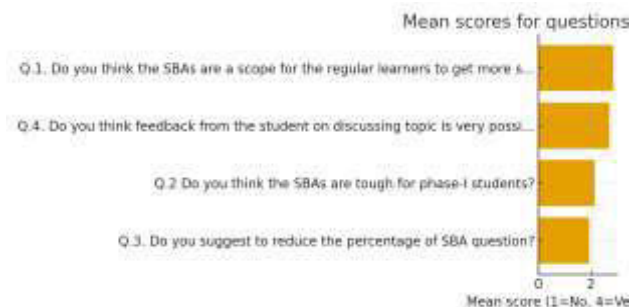 Mean scores for questions
Q.1. Do you think the SBAs are a scope for the regular learners to get more s...
Q.4. Do you think feedback from the student on discussing topic is very possi...
Q.2 Do you think the SBAs are tough for phase-I students?
Q.3. Do you suggest to reduce the percentage of SBA question?
0 2
Mean score (1=No, 4=Ve